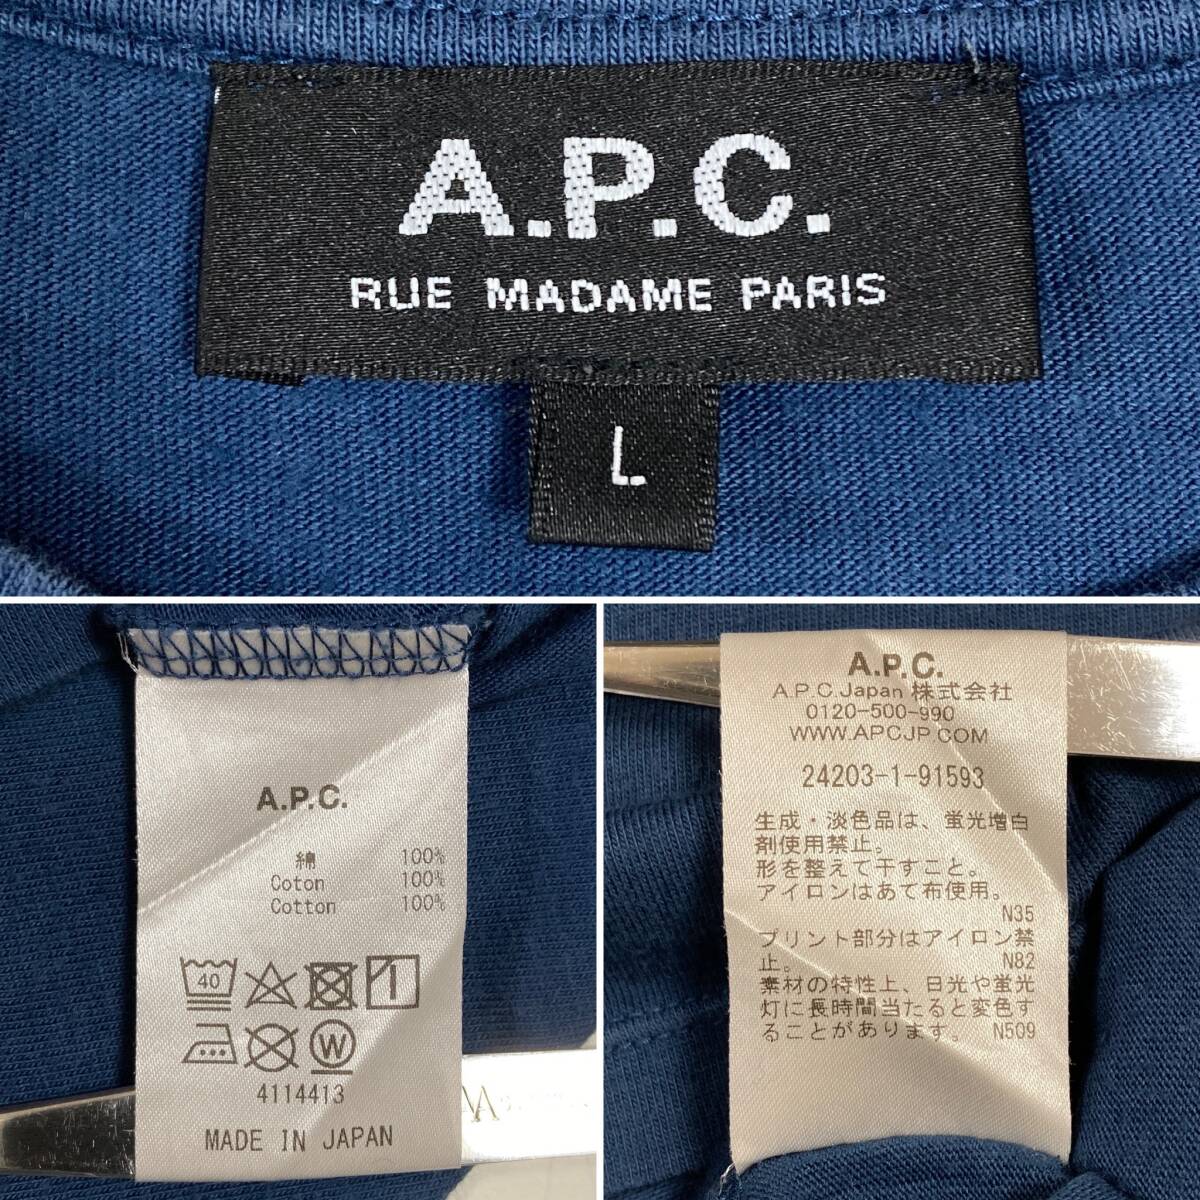 A.P.C.
RUE MADAME PARIS
L
A.P.C.
綿 100%
Coton 100%
Cotton 100%
40
W
4114413
MADE IN JAPAN
A.P.C.
A.P.C.Japan 株式会社
0120-500-990
WWW.APCJP.COM
24203-1-91593
生成・淡色品は、蛍光増白
剤使用禁止。
形を整えて干すこと。
アイロンはあて布使用。
N35
プリント部分はアイロン禁
止。 N82
素材の特性上、日光や蛍光
灯に長時間当たると変色す
ることがあります。 N509